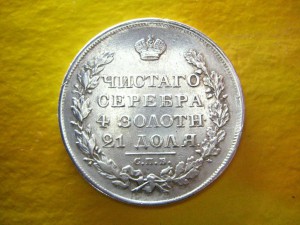 ЧИСТАГО
СЕРЕБРА
4 ЗОЛОТН
21 ДОЛЯ
С.П.Б.